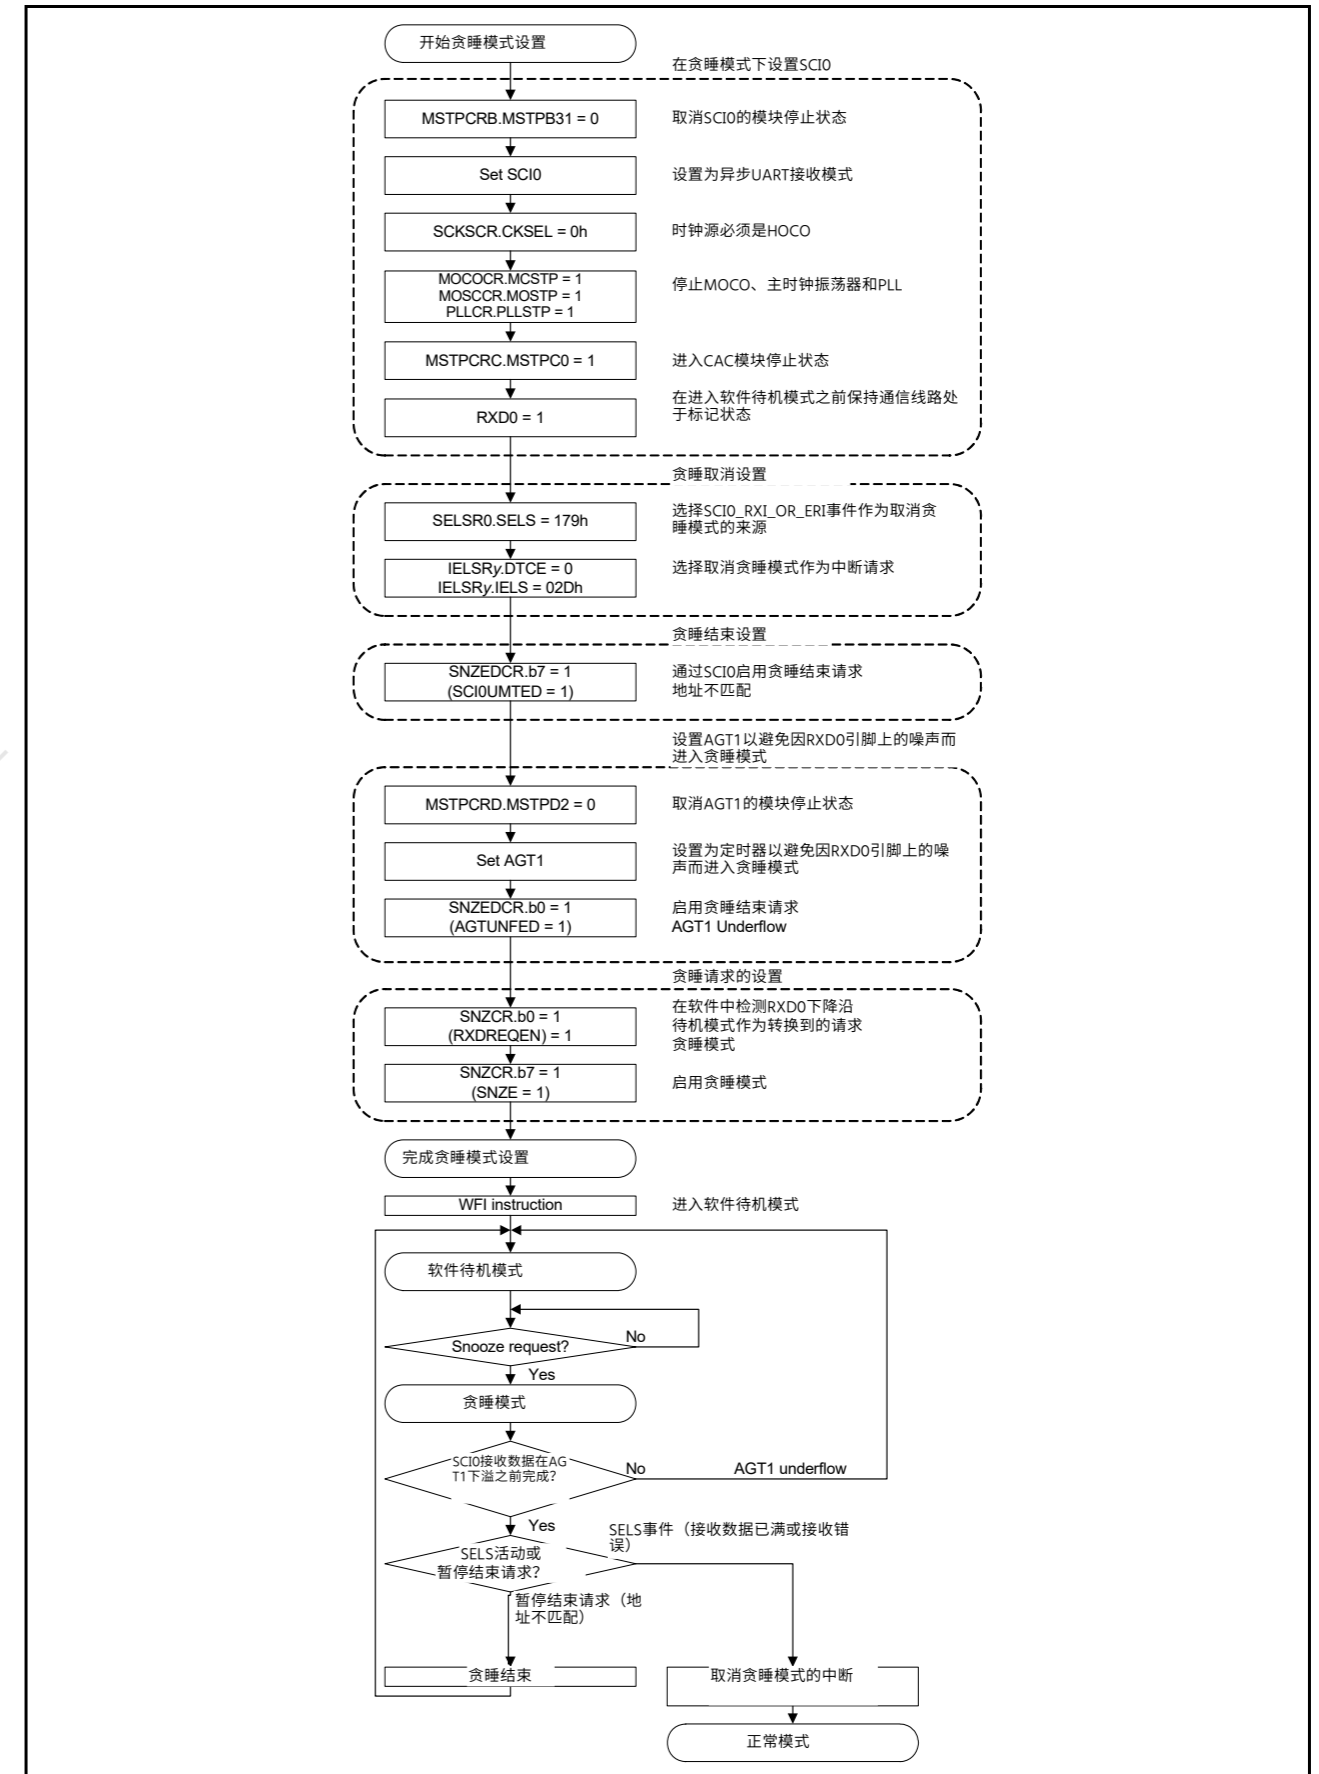 开始贪睡模式设置
在贪睡模式下设置SCI0
MSTPCRB.MSTPB31 = 0
取消SCI0的模块停止状态
Set SCI0
设置为异步UART接收模式
SCKSCR.CKSEL = 0h
时钟源必须是HOCO
MOCOCR.MCSTP = 1
MOSCCR.MOSTP = 1
PLLCR.PLLSTP = 1
停止MOCO、主时钟振荡器和PLL
MSTPCRC.MSTPC0 = 1
进入CAC模块停止状态
RXD0 = 1
在进入软件待机模式之前保持通信线路处
于标记状态
贪睡取消设置
SELSR0.SELS = 179h
选择SCI0_RXI_OR_ERI事件作为取消贪
睡模式的来源
IELSRy.DTCE = 0
IELSRy.IELS = 02Dh
选择取消贪睡模式作为中断请求
贪睡结束设置
SNZEDCR.b7 = 1
(SCI0UMTED = 1)
通过SCI0启用贪睡结束请求
地址不匹配
设置AGT1以避免因RXD0引脚上的噪声而
进入贪睡模式
MSTPCRD.MSTPD2 = 0
取消AGT1的模块停止状态
Set AGT1
设置为定时器以避免因RXD0引脚上的噪
声而进入贪睡模式
SNZEDCR.b0 = 1
(AGTUNFED = 1)
启用贪睡结束请求
AGT1 Underflow
贪睡请求的设置
SNZCR.b0 = 1
(RXDREQEN) = 1
在软件中检测RXD0下降沿
待机模式作为转换到的请求
贪睡模式
SNZCR.b7 = 1
(SNZE = 1)
启用贪睡模式
完成贪睡模式设置
WFI instruction
进入软件待机模式
软件待机模式
Snooze request?
No
Yes
贪睡模式
SCI0接收数据在AG
T1下溢之前完成？
No
AGT1 underflow
Yes
SELS事件（接收数据已满或接收错
误）
SELS活动或
暂停结束请求？
暂停结束请求（地
址不匹配）
贪睡结束
取消贪睡模式的中断
正常模式